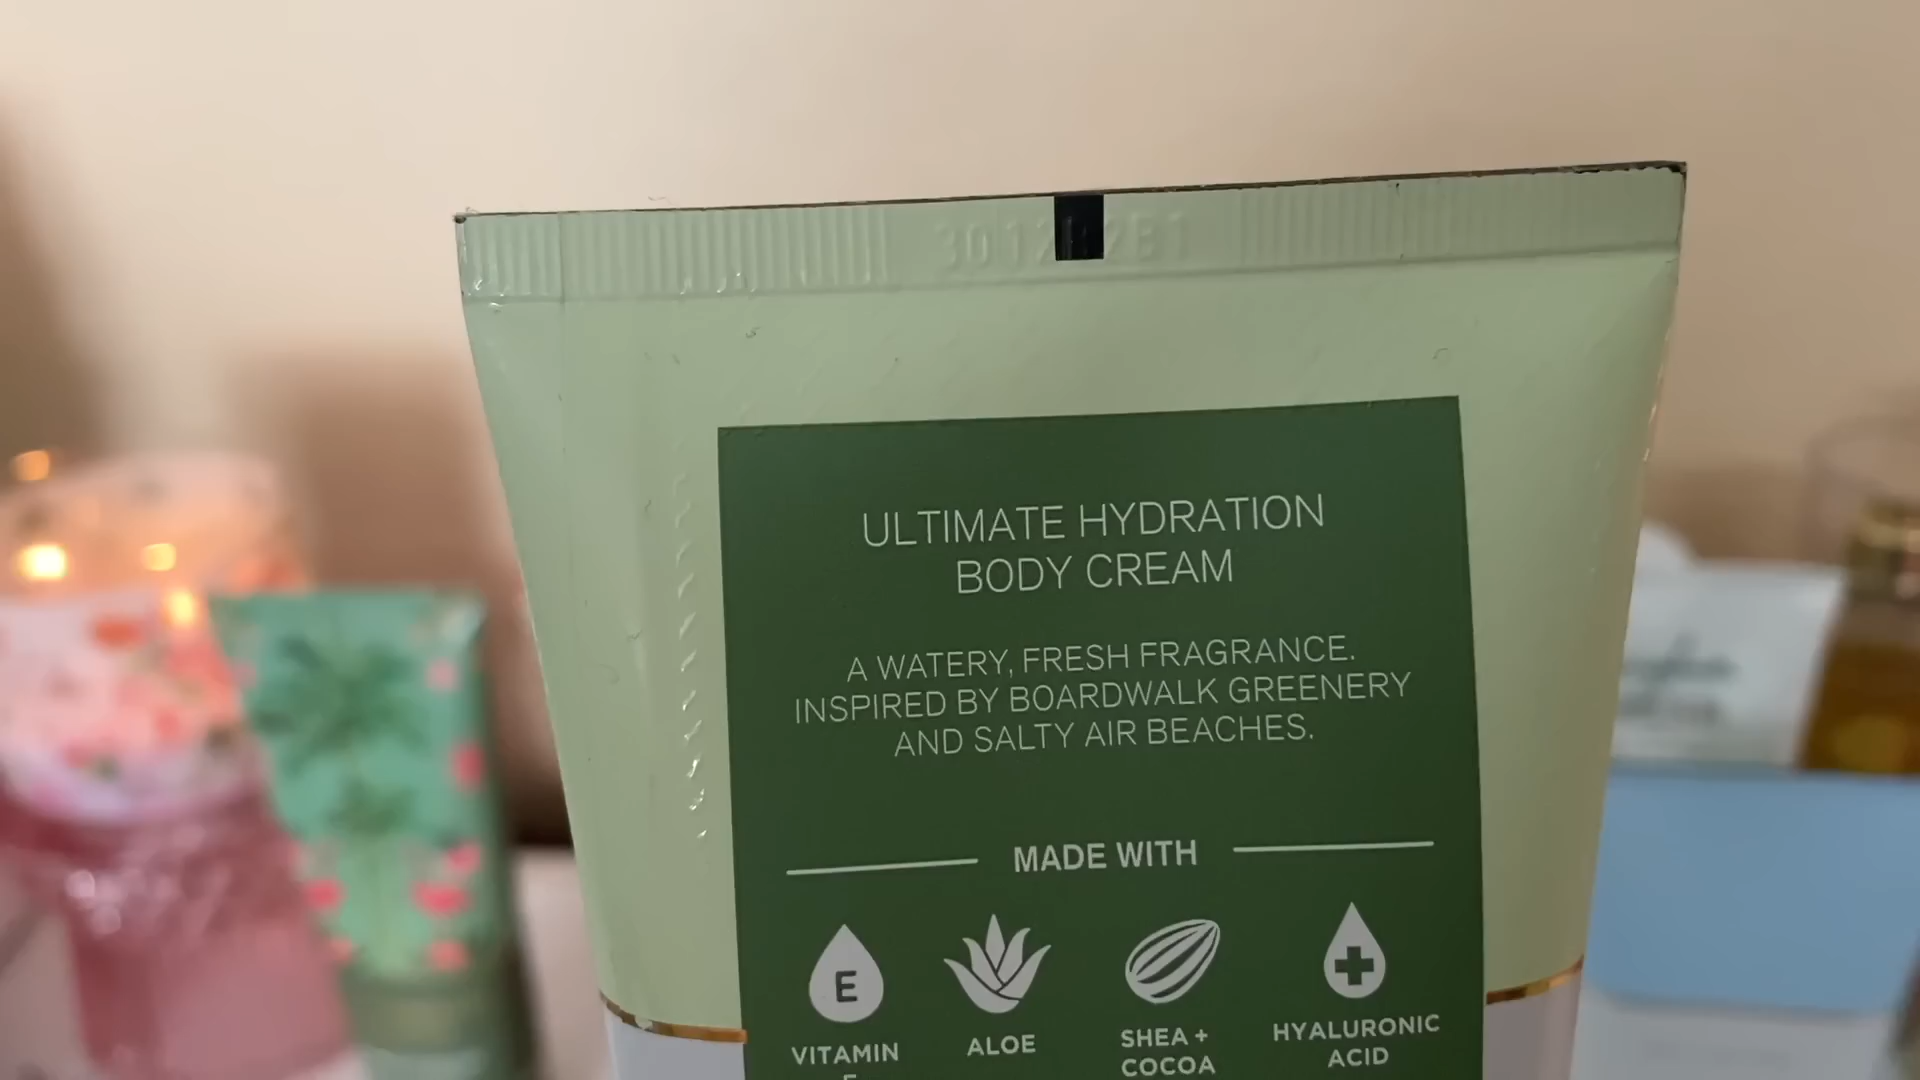 ULTIMATE HYDRATION
BODY CREAM
A WATERY, FRESH FRAGRANCE.
INSPIRED BY BOARDWALK GREENERY
AND SALTY AIR BEACHES.
MADE WITH
E
VITAMIN
E
ALOE
SHEA +
COCOA
HYALURONIC
ACID